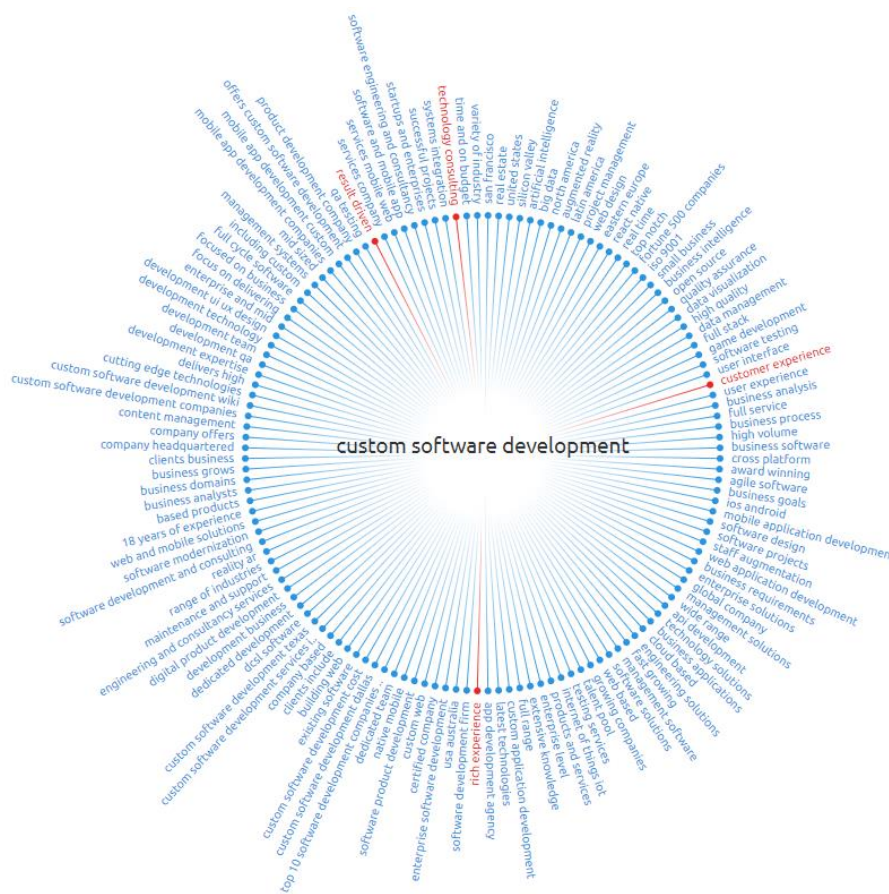 custom software development
san francisco
real estate
united states
silicon valley
artificial intelligence
big data
north america
augmented reality
latin america
project management
web design
eastern europe
react native
real time
top notch
fortune 500 companies
iso 9001
small business
business intelligence
open source
quality assurance
data visualization
high quality
data management
full stack
game development
software testing
user interface
customer experience
user experience
business analysis
full service
business process
high volume
business software
cross platform
award winning
agile software
business goals
ios android
mobile application development
software design
software projects
staff augmentation
web application development
business requirements
enterprise solutions
global company
management solutions
wide range
api development
technology solutions
business applications
cloud based
engineering solutions
fast growing
management software
software solutions
web based
growing companies
talent pool
testing services
internet of things iot
products and services
enterprise level
extensive knowledge
full range
custom application development
latest technologies
app development agency
rich experience
software development firm
usa australia
enterprise software development
certified company
custom web
software product development
native mobile
dedicated team
top 10 software development companies ..
custom software development dallas
custom software development cost
existing software
building web
clients include
company based
custom software development services i..
custom software development texas
dcsl software
dedicated development
development business
digital product development
engineering and consultancy services
maintenance and support
range of industries
reality ar
software development and consulting
software modernization
web and mobile solutions
18 years of experience
based products
business analysts
business domains
business grows
clients business
company headquartered
company offers
content management
custom software development companies
custom software development wiki
cutting edge technologies
delivers high
development expertise
development qa
development team
development technology
development ui ux design
enterprise and mid
focus on delivering
focused on business
full cycle software
including custom
management systems
mid sized
mobile app development companies
mobile app development custom
offers custom software development
product development company
qa testing
result driven
services company
services mobile web
software and mobile app
software engineering and consultancy
startups and enterprises
successful projects
systems integration
technology consulting
time and on budget
variety of industry